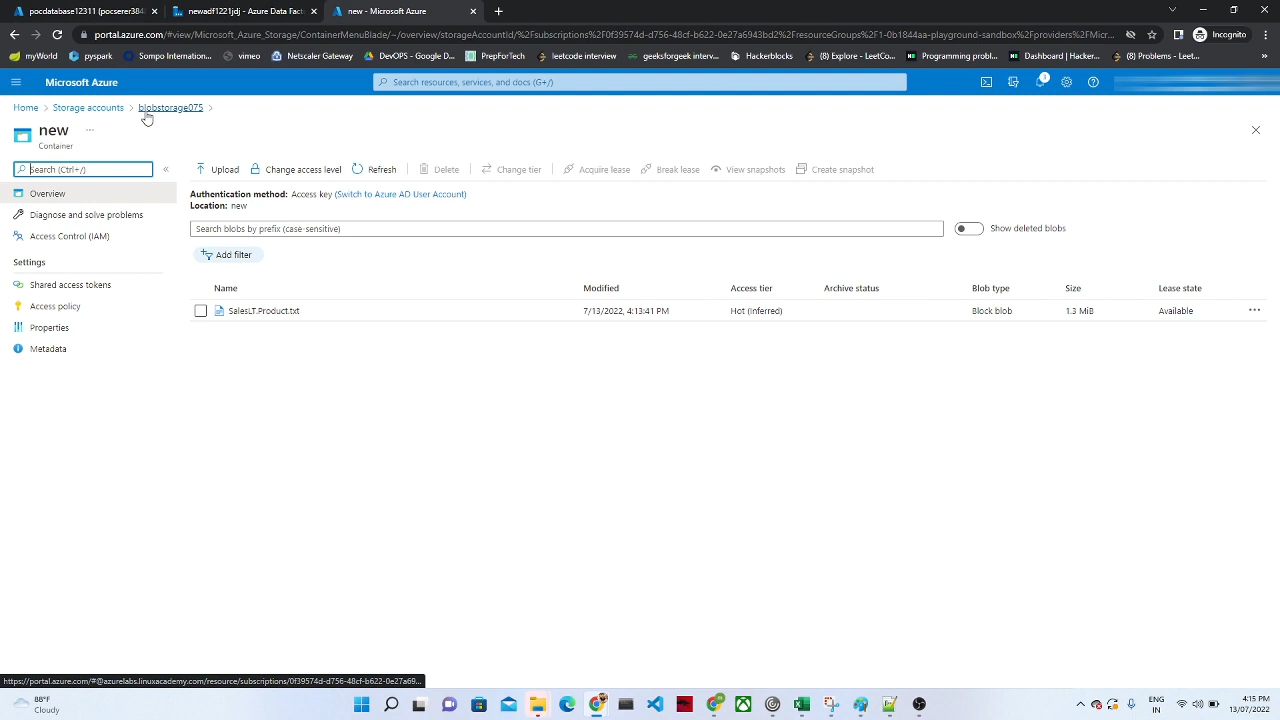 pocdatabase12311 (pocserer384
newadf1221jdj - Azure Data Facto
new - Microsoft Azure
portal.azure.com/#view/Microsoft_Azure_Storage/ContainerMenuBlade/~/overview/storageAccountId/%2Fsubscriptions%2F0f39574d-d756-48cf-b622-0e27a6943bd2%2FresourceGroups%2F1-0b1844aa-playground-sandbox%2Fproviders%2FMicr...
Incognito
myWorld
pyspark
Sompo Internation...
vimeo
Netscaler Gateway
DevOPS - Google D...
PrepForTech
leetcode interview
geeksforgeek interv...
Hackerblocks
(8) Explore - LeetCo...
Programming probl...
Dashboard | Hacker...
(8) Problems - Leet...
»
Microsoft Azure
Search resources, services, and docs (G+/)
1
Home > Storage accounts > blobstorage075 >
new ...
Container
Search (Ctrl+/)
«
Upload
Change access level
Refresh
Delete
Change tier
Acquire lease
Break lease
View snapshots
Create snapshot
Overview
Diagnose and solve problems
Access Control (IAM)
Settings
Shared access tokens
Access policy
Properties
Metadata
Authentication method: Access key (Switch to Azure AD User Account)
Location: new
Search blobs by prefix (case-sensitive)
Show deleted blobs
Add filter
Name Modified Access tier Archive status Blob type Size Lease state
SalesLT.Product.txt 7/13/2022, 4:13:41 PM Hot (Inferred) Block blob 1.3 MiB Available ...
https://portal.azure.com/#@azurelabs.linuxacademy.com/resource/subscriptions/0f39574d-d756-48cf-b622-0e27a69...
88°F
Cloudy
ENG
IN
4:15 PM
13/07/2022